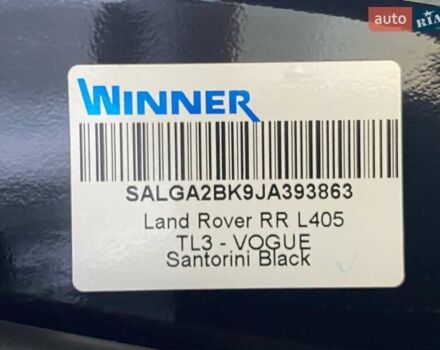 auto RIA
WINNER
SALGA2BK9JA393863
Land Rover RR L405
TL3 - VOGUE
Santorini Black